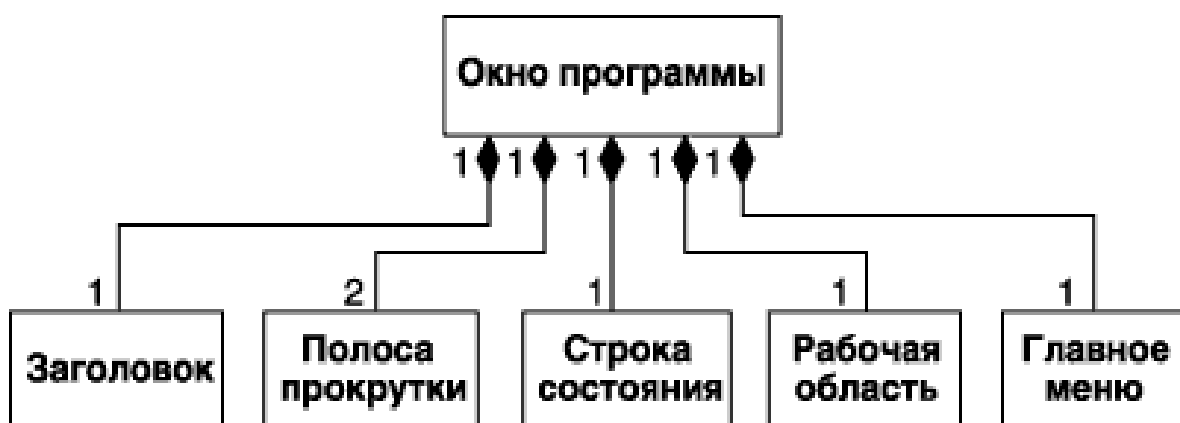 Окно программы
1 1 1 1 1
1 2 1 1 1
Заголовок
Полоса
прокрутки
Строка
состояния
Рабочая
область
Главное
меню